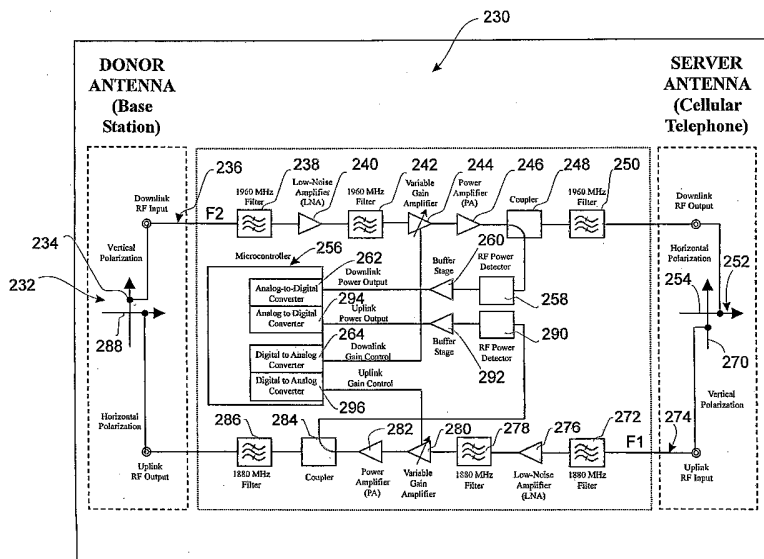 230
DONOR
ANTENNA
(Base
Station)
SERVER
ANTENNA
(Cellular
Telephone)
236 238 240 242 244 246 248 250
Downlink
RF Input
F2
1960 MHz
Filter
Low-Noise
Amplifier
(LNA)
1960 MHz
Filter
Variable
Gain
Amplifier
Power
Amplifier
(PA)
Coupler
1960 MHz
Filter
Downlink
RF Output
234
232
Vertical
Polarization
288
Microcontroller
256
262
Analog-to-Digital
Converter
294
Analog to Digital
Converter
264
Digital to Analog
Converter
Digital to Analog
Converter
296
Downlink
Power Output
Uplink
Power Output
Downlink
Gain Control
Uplink
Gain Control
260
Buffer
Stage
RF Power
Detector
258
290
Buffer
Stage
292
RF Power
Detector
Horizontal
Polarization
254
252
270
Vertical
Polarization
Horizontal
Polarization
Uplink
RF Output
286 284 282 280 278 276 272 274
F1
1880 MHz
Filter
Coupler
Power
Amplifier
(PA)
Variable
Gain
Amplifier
1880 MHz
Filter
Low-Noise
Amplifier
(LNA)
1880 MHz
Filter
Uplink
RF Input